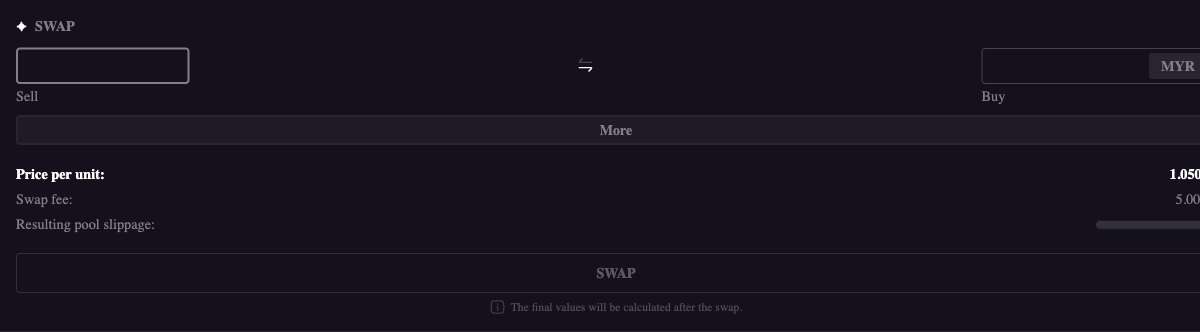 SWAP
MYR
Sell
Buy
More
Price per unit: 1.050
Swap fee: 5.00
Resulting pool slippage:
SWAP
The final values will be calculated after the swap.